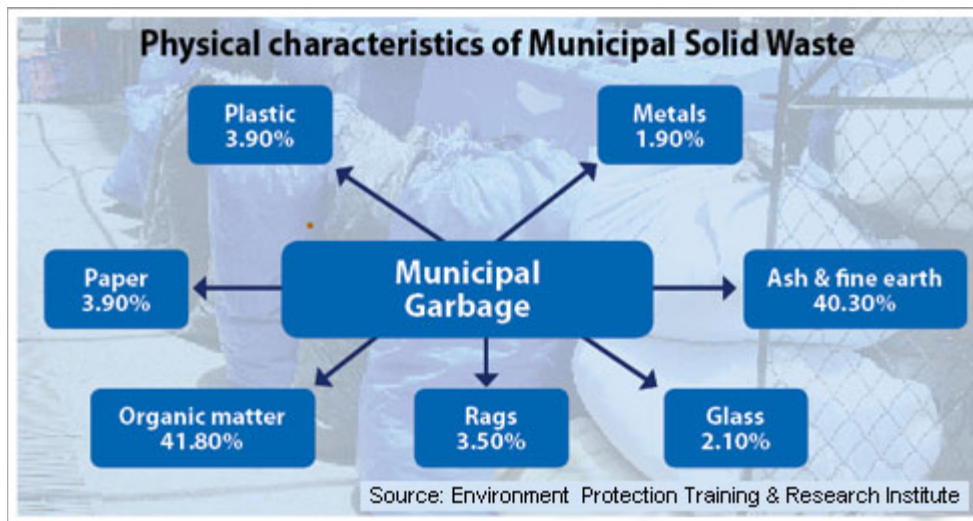 Physical characteristics of Municipal Solid Waste
Plastic
3.90%
Metals
1.90%
Municipal
Garbage
Paper
3.90%
Ash & fine earth
40.30%
Organic matter
41.80%
Rags
3.50%
Glass
2.10%
Source: Environment Protection Training & Research Institute